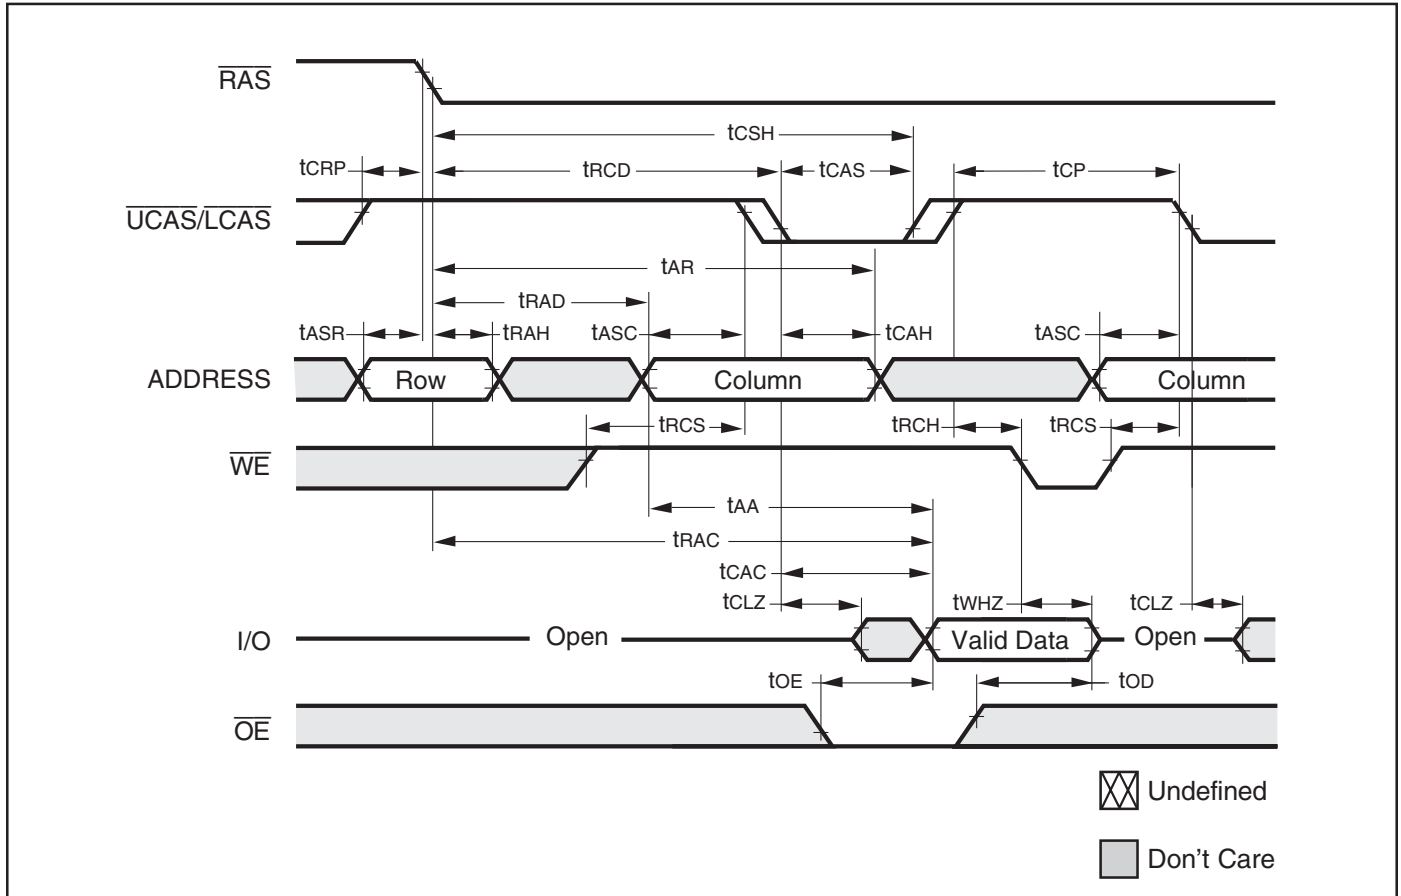 RAS
tCSH
tCRP
tRCD
tCAS
tCP
UCAS/LCAS
tAR
tRAD
tASR
tRAH
tASC
tCAH
tASC
ADDRESS
Row
Column
Column
tRCS
tRCH
tRCS
WE
tAA
tRAC
tCAC
tCLZ
tWHZ
tCLZ
I/O
Open
Valid Data
Open
tOE
tOD
OE
Undefined
Don't Care